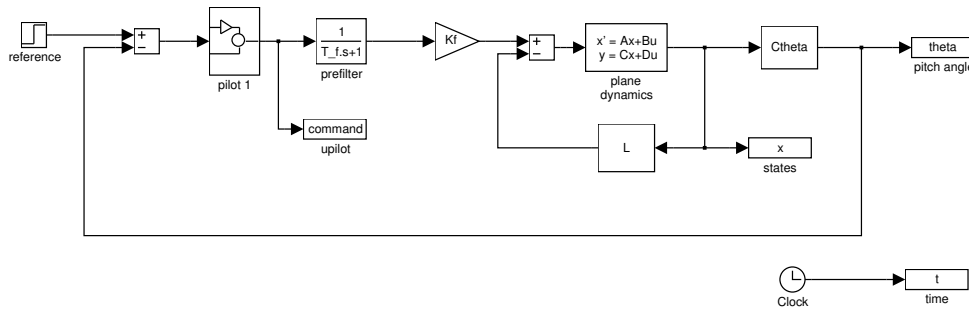 reference
+
−
pilot 1
1
T_f.s+1
prefilter
command
upilot
Kf
+
−
x' = Ax+Bu
y = Cx+Du
plane
dynamics
L
Ctheta
x
states
theta
pitch angle
Clock
t
time